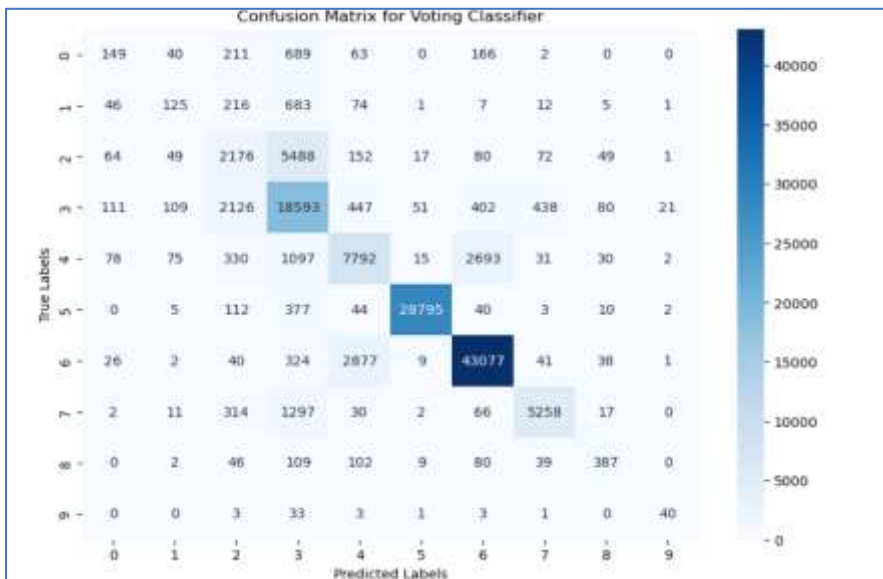 Confusion Matrix for Voting Classifier
0 149 40 211 689 63 0 166 2 0 0
1 46 125 216 683 74 1 7 12 5 1
2 64 49 2176 5488 152 17 80 72 49 1
3 111 109 2126 18593 447 51 402 438 80 21
4 78 75 330 1097 7792 15 2693 31 30 2
5 0 5 112 377 44 28795 40 3 10 2
6 26 2 40 324 2877 9 43077 41 38 1
7 2 11 314 1297 30 2 66 5258 17 0
8 0 2 46 109 102 9 80 39 387 0
9 0 0 3 33 3 1 3 1 0 40
0 1 2 3 4 5 6 7 8 9
True Labels
Predicted Labels
40000
35000
30000
25000
20000
15000
10000
5000
0